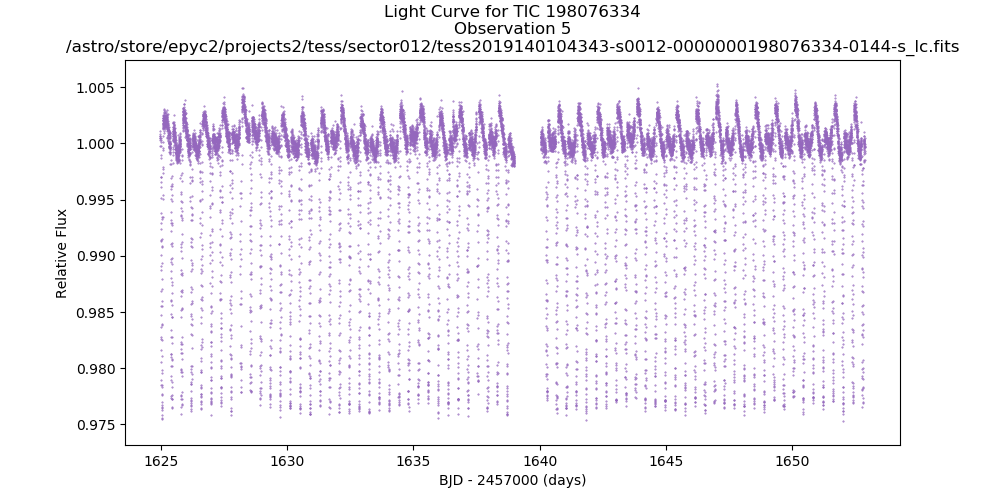 Light Curve for TIC 198076334
Observation 5
/astro/store/epyc2/projects2/tess/sector012/tess2019140104343-s0012-0000000198076334-0144-s_lc.fits
1.005
1.000
0.995
0.990
0.985
0.980
0.975
Relative Flux
1625
1630
1635
1640
1645
1650
BJD - 2457000 (days)